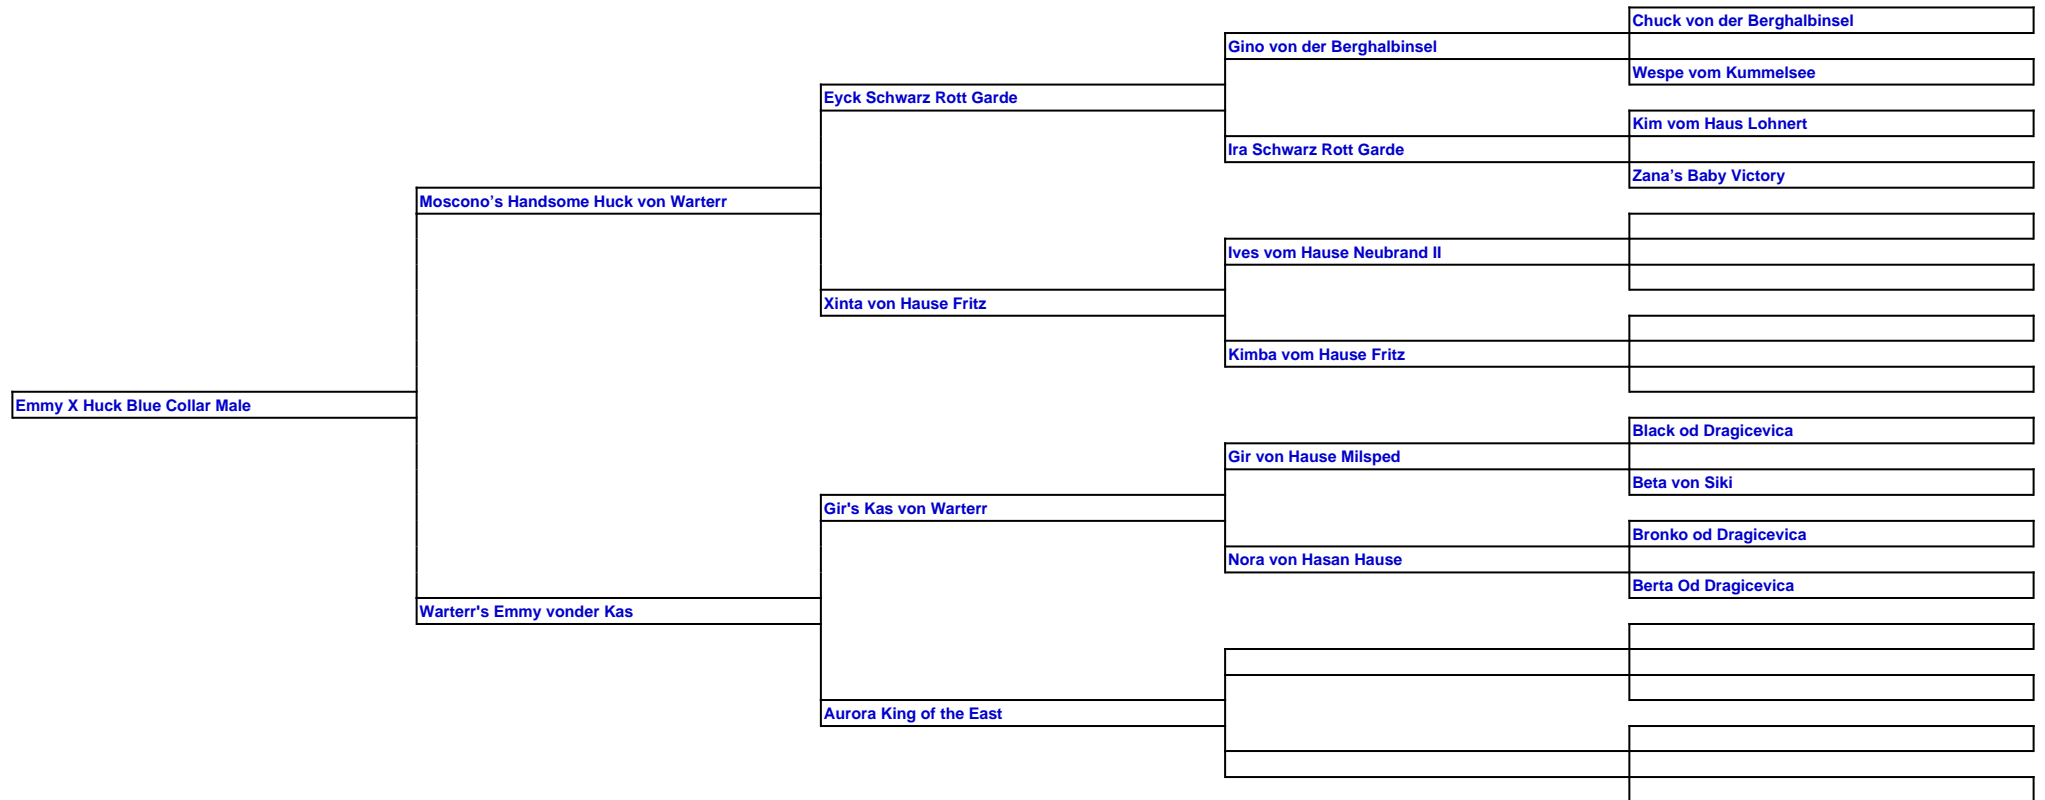 Chuck von der Berghalbinsel
Gino von der Berghalbinsel
Wespe vom Kummelsee
Eyck Schwarz Rott Garde
Kim vom Haus Lohnert
Ira Schwarz Rott Garde
Zana’s Baby Victory
Moscono’s Handsome Huck von Warterr
Ives vom Hause Neubrand II
Xinta von Hause Fritz
Kimba vom Hause Fritz
Emmy X Huck Blue Collar Male
Black od Dragicevica
Gir von Hause Milsped
Beta von Siki
Gir's Kas von Warterr
Bronko od Dragicevica
Nora von Hasan Hause
Berta Od Dragicevica
Warterr's Emmy vonder Kas
Aurora King of the East